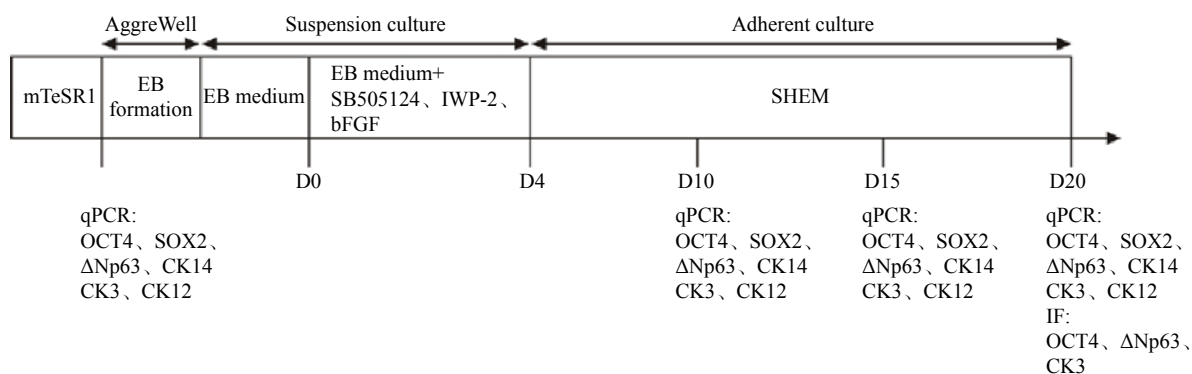 AggreWell
Suspension culture
Adherent culture
mTeSR1
EB
formation
EB medium
EB medium+
SB505124、IWP-2、
bFGF
SHEM
D0
D4
D10
D15
D20
qPCR:
OCT4、SOX2、
ΔNp63、CK14
CK3、CK12
qPCR:
OCT4、SOX2、
ΔNp63、CK14
CK3、CK12
qPCR:
OCT4、SOX2、
ΔNp63、CK14
CK3、CK12
qPCR:
OCT4、SOX2、
ΔNp63、CK14
CK3、CK12
IF:
OCT4、ΔNp63、
CK3